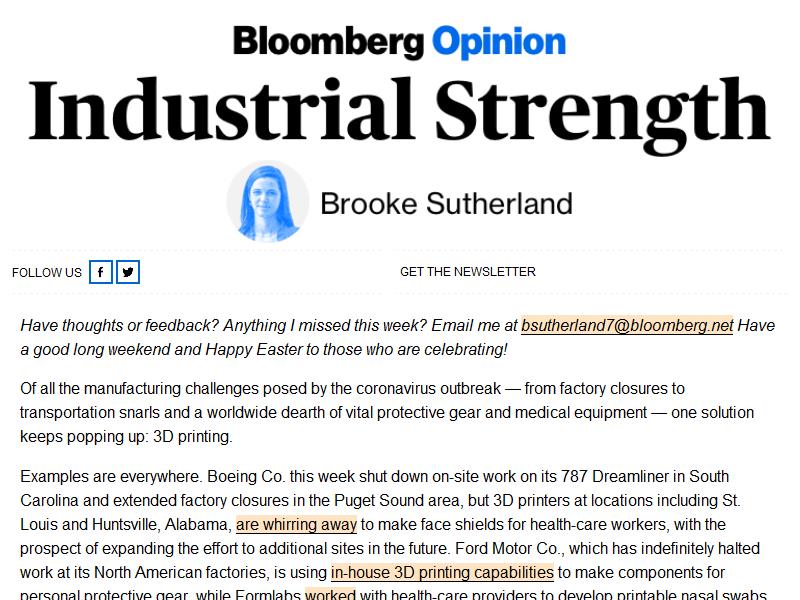 Bloomberg Opinion
Industrial Strength
Brooke Sutherland
FOLLOW US
GET THE NEWSLETTER
Have thoughts or feedback? Anything I missed this week? Email me at bsutherland7@bloomberg.net Have
a good long weekend and Happy Easter to those who are celebrating!
Of all the manufacturing challenges posed by the coronavirus outbreak — from factory closures to
transportation snarls and a worldwide dearth of vital protective gear and medical equipment — one solution
keeps popping up: 3D printing.
Examples are everywhere. Boeing Co. this week shut down on-site work on its 787 Dreamliner in South
Carolina and extended factory closures in the Puget Sound area, but 3D printers at locations including St.
Louis and Huntsville, Alabama, are whirring away to make face shields for health-care workers, with the
prospect of expanding the effort to additional sites in the future. Ford Motor Co., which has indefinitely halted
work at its North American factories, is using in-house 3D printing capabilities to make components for
personal protective gear, while Formlabs worked with health-care providers to develop printable nasal swabs